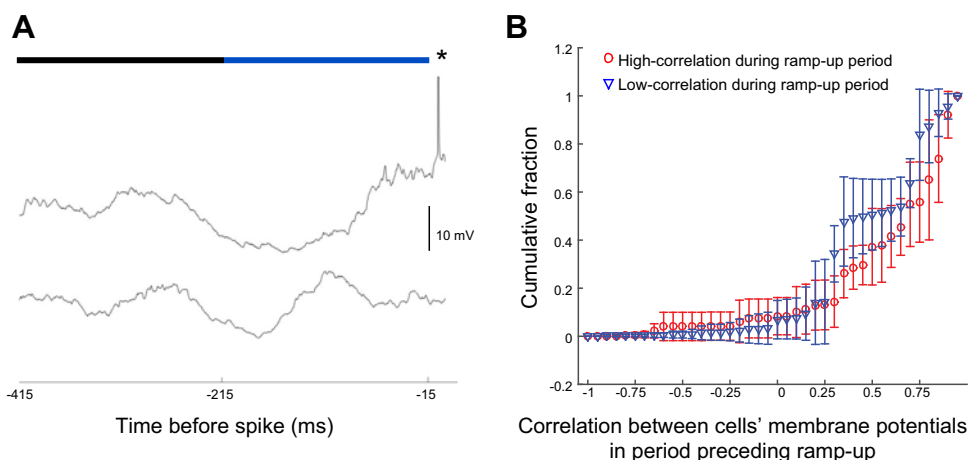 A
*
10 mV
-415
-215
-15
Time before spike (ms)
B
High-correlation during ramp-up period
Low-correlation during ramp-up period
Cumulative fraction
1.2
1
0.8
0.6
0.4
0.2
0
-0.2
-1
-0.75
-0.5
-0.25
0
0.25
0.5
0.75
Correlation between cells' membrane potentials
in period preceding ramp-up